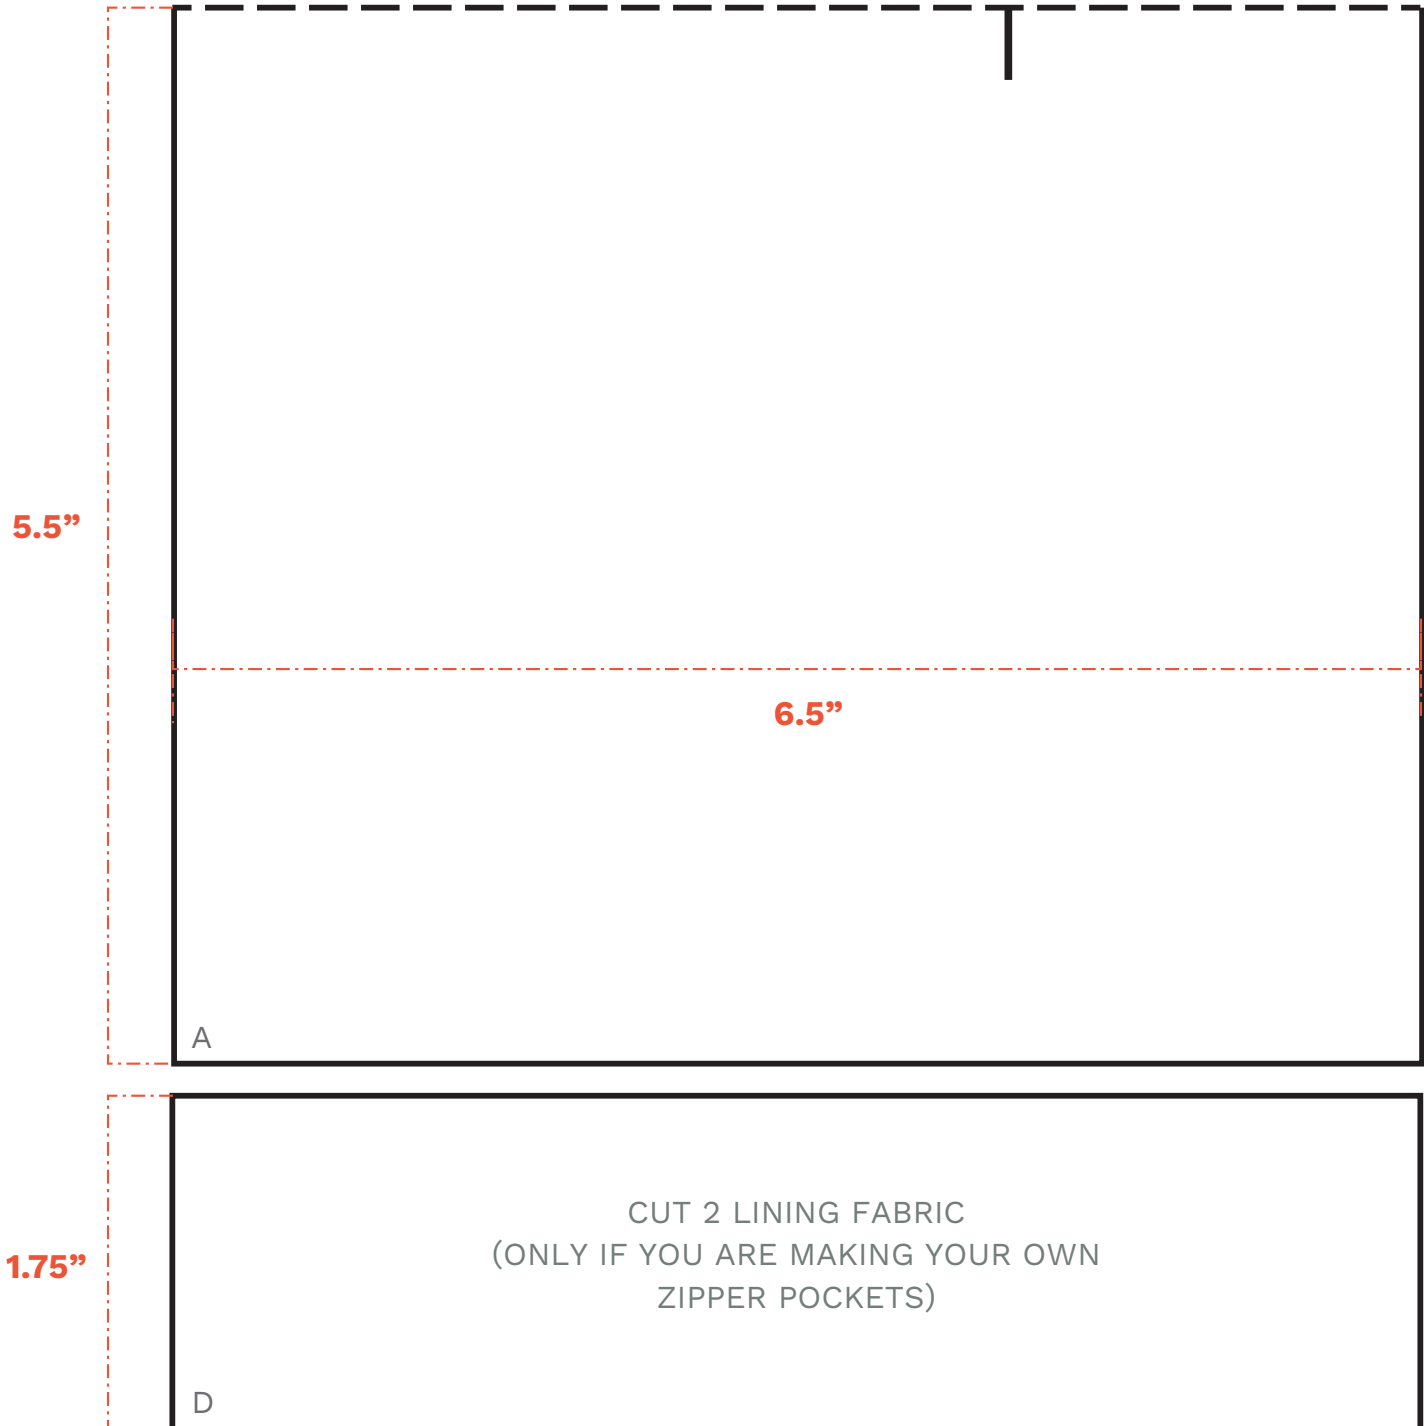 5.5”
6.5”
A
CUT 2 LINING FABRIC
(ONLY IF YOU ARE MAKING YOUR OWN
ZIPPER POCKETS)
1.75”
D